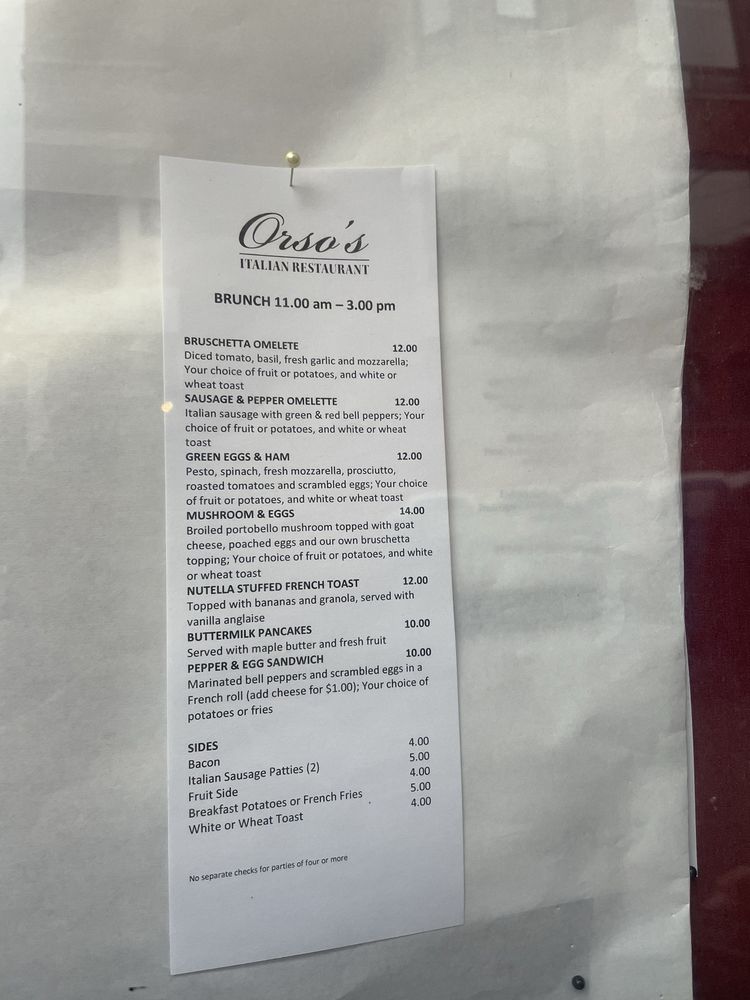 Orso's
ITALIAN RESTAURANT
BRUNCH 11.00 am – 3.00 pm
BRUSCHETTA OMELETE 12.00
Diced tomato, basil, fresh garlic and mozzarella;
Your choice of fruit or potatoes, and white or
wheat toast
SAUSAGE & PEPPER OMELETTE 12.00
Italian sausage with green & red bell peppers; Your
choice of fruit or potatoes, and white or wheat
toast
GREEN EGGS & HAM 12.00
Pesto, spinach, fresh mozzarella, prosciutto,
roasted tomatoes and scrambled eggs; Your choice
of fruit or potatoes, and white or wheat toast
MUSHROOM & EGGS 14.00
Broiled portobello mushroom topped with goat
cheese, poached eggs and our own bruschetta
topping; Your choice of fruit or potatoes, and white
or wheat toast
NUTELLA STUFFED FRENCH TOAST 12.00
Topped with bananas and granola, served with
vanilla anglaise
BUTTERMILK PANCAKES 10.00
Served with maple butter and fresh fruit
PEPPER & EGG SANDWICH 10.00
Marinated bell peppers and scrambled eggs in a
French roll (add cheese for $1.00); Your choice of
potatoes or fries
SIDES
Bacon 4.00
Italian Sausage Patties (2) 5.00
Fruit Side 4.00
Breakfast Potatoes or French Fries 5.00
White or Wheat Toast 4.00
No separate checks for parties of four or more